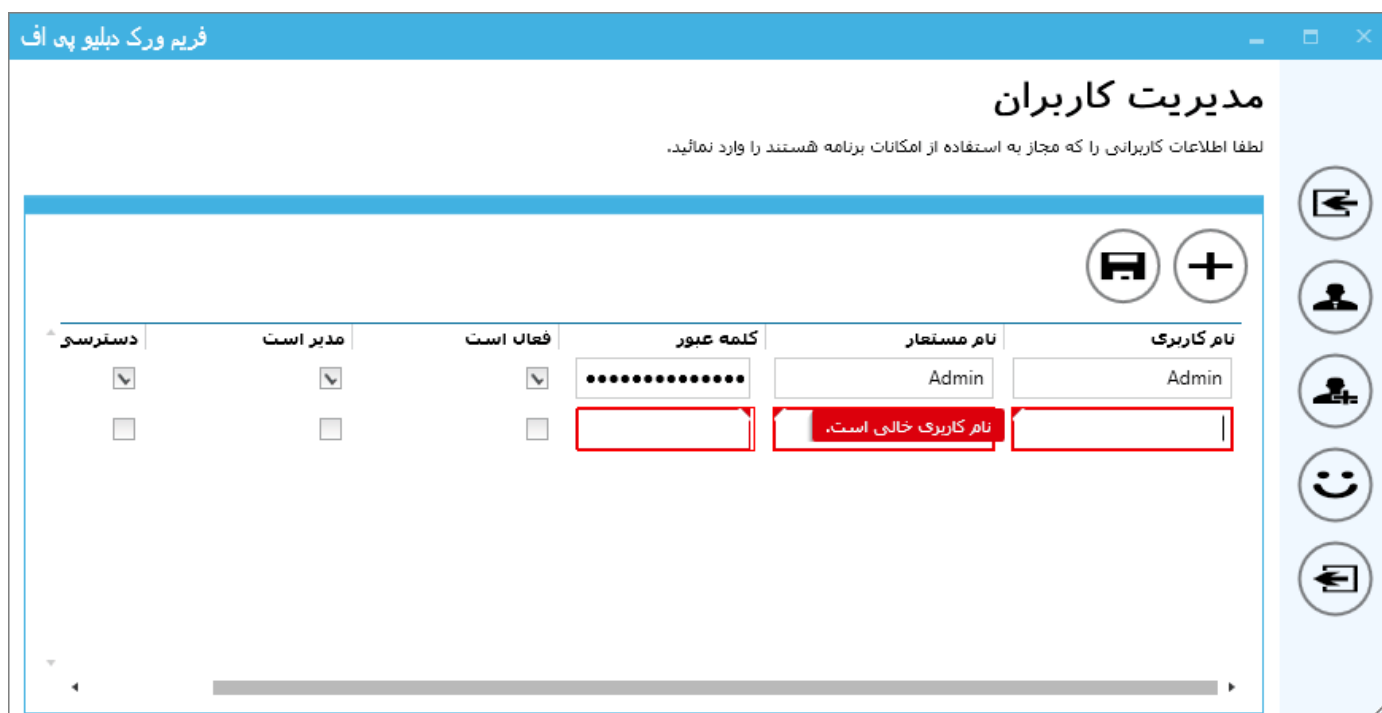 فریم ورک دبلیو پی اف
مدیریت کاربران
لطفا اطلاعات کاربرانی را که مجاز به استفاده از امکانات برنامه هستند را وارد نمائید.
نام کاربری نام مستعار کلمه عبور فعال است مدیر است دسترسی
Admin Admin
نام کاربری خالی است.